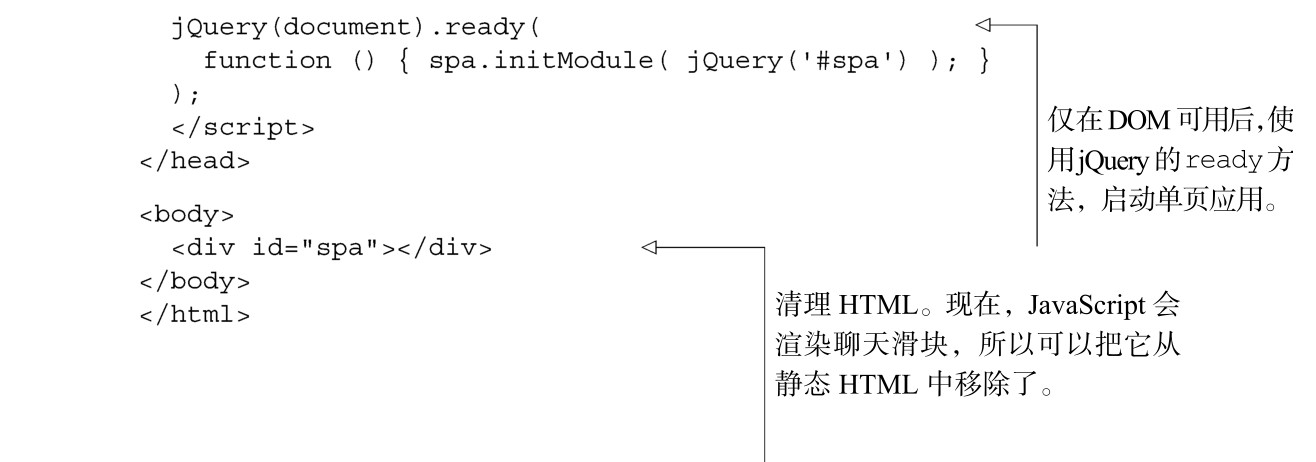 jQuery(document).ready(
function () { spa.initModule( jQuery('#spa') ); }
);
</script>
</head>
仅在 DOM 可用后,使
用jQuery 的 ready 方
法，启动单页应用。
<body>
<div id="spa"></div>
</body>
</html>
清理 HTML。现在，JavaScript 会
渲染聊天滑块，所以可以把它从
静态 HTML 中移除了。